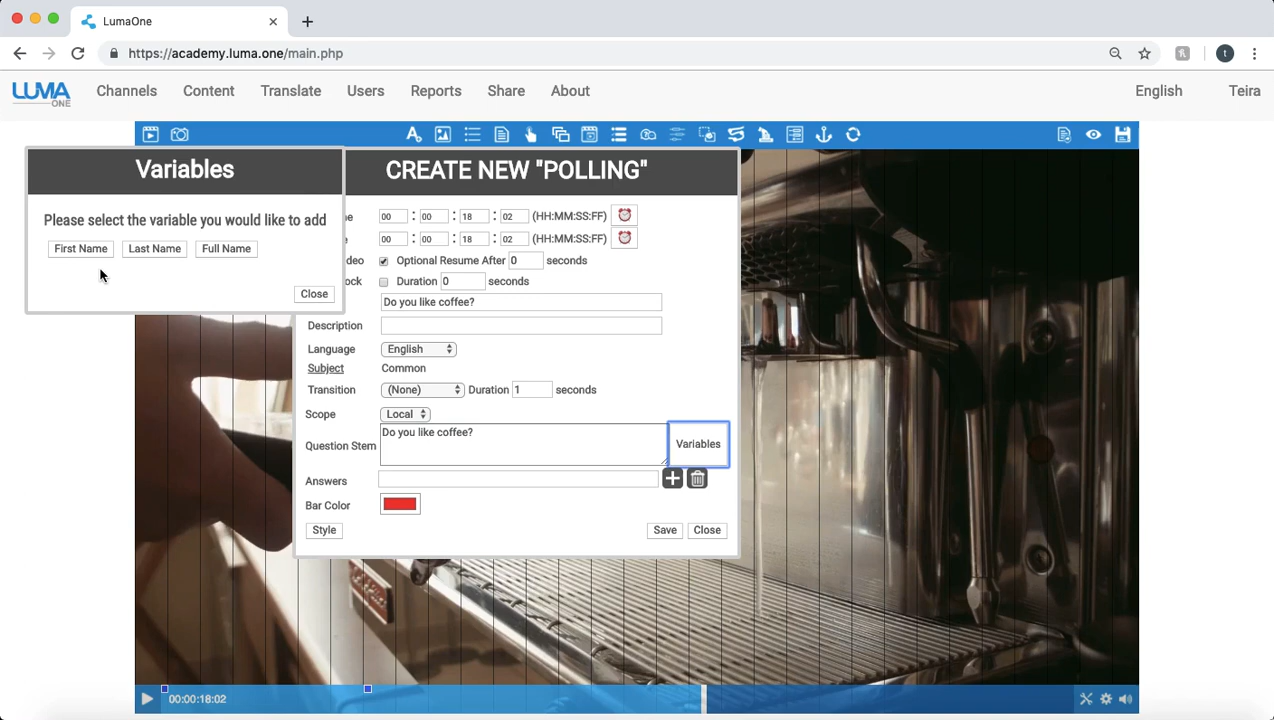 LumaOne
https://academy.luma.one/main.php
t
LUMA
ONE
Channels
Content
Translate
Users
Reports
Share
About
English
Teira
Variables
Please select the variable you would like to add
First Name
Last Name
Full Name
Close
CREATE NEW "POLLING"
00 : 00 : 18 : 02 (HH:MM:SS:FF)
00 : 00 : 18 : 02 (HH:MM:SS:FF)
deo Optional Resume After 0 seconds
ock Duration 0 seconds
Do you like coffee?
Description
Language English
Subject Common
Transition (None) Duration 1 seconds
Scope Local
Question Stem Do you like coffee? Variables
Answers
Bar Color
Style Save Close
00:00:18:02